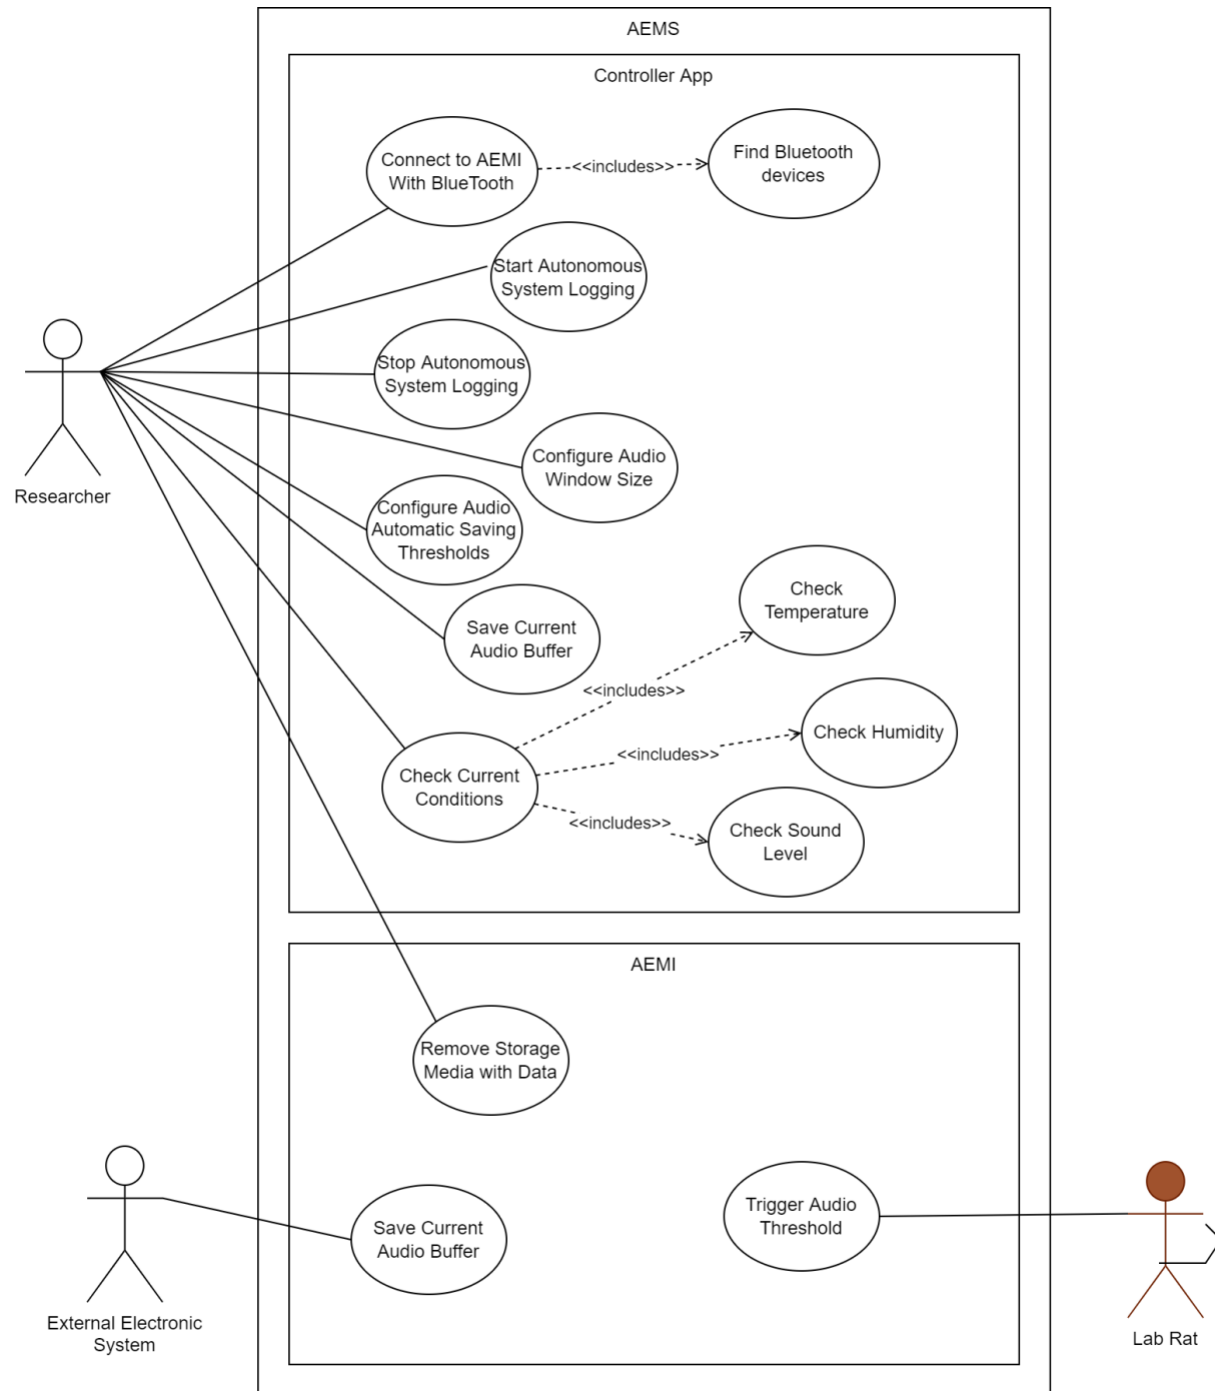 AEMS
Controller App
Connect to AEMI
With BlueTooth
<<includes>>
Find Bluetooth
devices
Start Autonomous
System Logging
Stop Autonomous
System Logging
Configure Audio
Window Size
Researcher
Configure Audio
Automatic Saving
Thresholds
Check
Temperature
Save Current
Audio Buffer
<<includes>>
Check Humidity
<<includes>>
Check Current
Conditions
<<includes>>
Check Sound
Level
AEMI
Remove Storage
Media with Data
Save Current
Audio Buffer
Trigger Audio
Threshold
External Electronic
System
Lab Rat